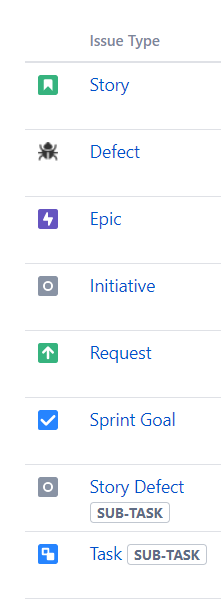 Issue Type
Story
Defect
Epic
Initiative
Request
Sprint Goal
Story Defect
SUB-TASK
Task SUB-TASK